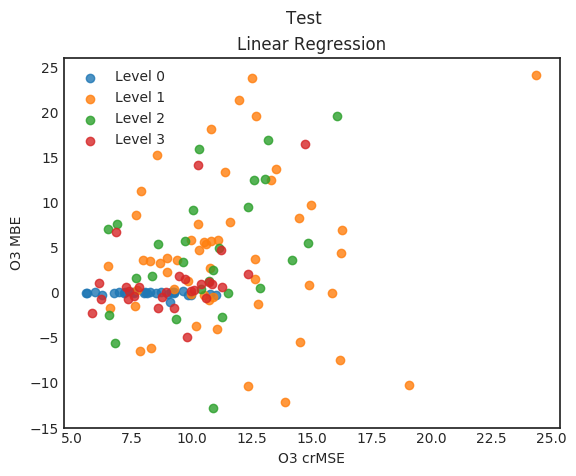 Test
Linear Regression
Level 0
Level 1
Level 2
Level 3
25
20
15
10
5
0
−5
−10
−15
O3 MBE
5.0 7.5 10.0 12.5 15.0 17.5 20.0 22.5 25.0
O3 crMSE